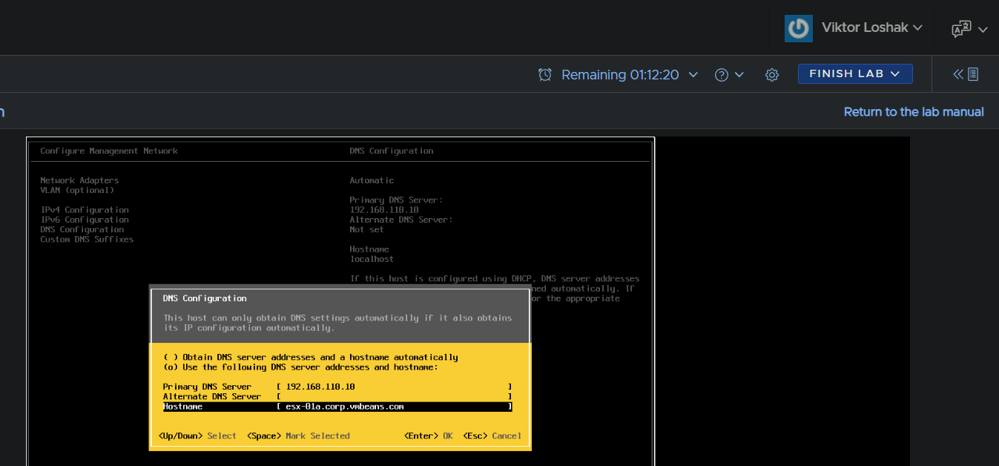 Viktor Loshak
Remaining 01:12:20
FINISH LAB
Return to the lab manual
Configure Management Network
DNS Configuration
Network Adapters
VLAN (optional)
IPv4 Configuration
IPv6 Configuration
DNS Configuration
Custom DNS Suffixes
Automatic
Primary DNS Server:
192.168.110.10
Alternate DNS Server:
Not set
Hostname
localhost
If this host is configured using DHCP, DNS server addresses
ned automatically. If
or the appropriate
DNS Configuration
This host can only obtain DNS settings automatically if it also obtains
its IP configuration automatically.
( ) Obtain DNS server addresses and a hostname automatically
(o) Use the following DNS server addresses and hostname:
Primary DNS Server [ 192.168.110.10 ]
Alternate DNS Server [ ]
Hostname [ esx-01a.corp.vmbeans.com ]
<Up/Down> Select <Space> Mark Selected <Enter> OK <Esc> Cancel